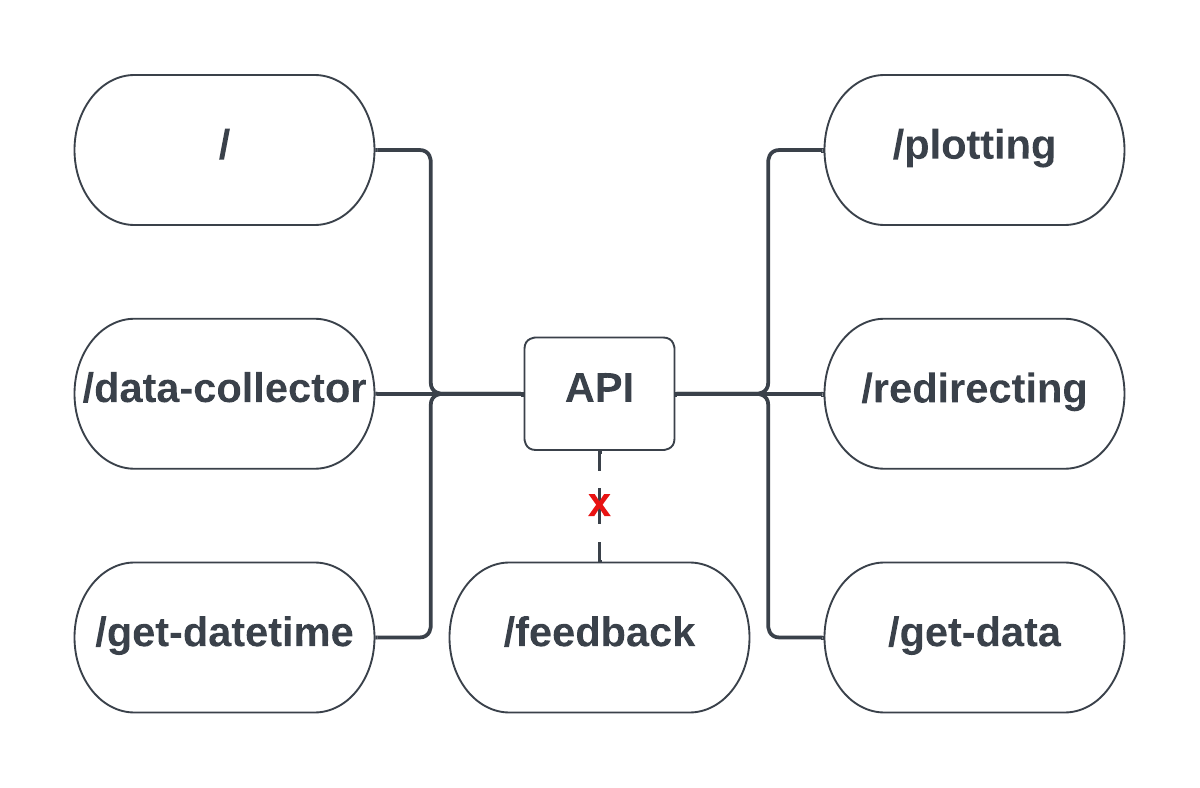 /
/plotting
/data-collector
API
/redirecting
x
/get-datetime
/feedback
/get-data